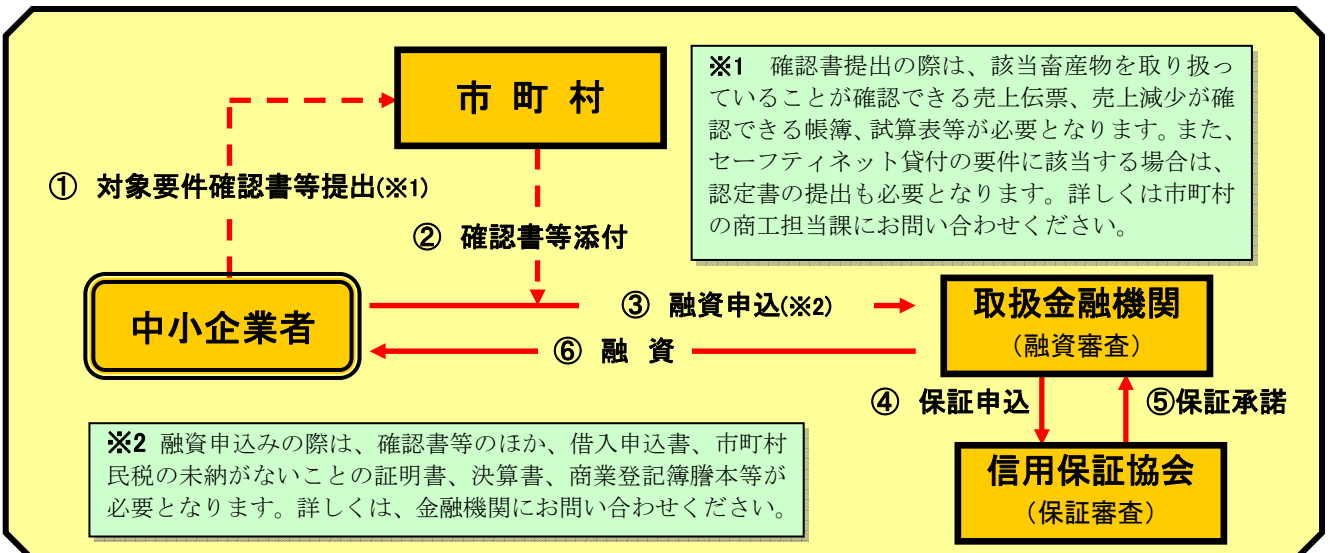 市 町 村
※1 確認書提出の際は、該当畜産物を取り扱っ
ていることが確認できる売上伝票、売上減少が確
認できる帳簿、試算表等が必要となります。また、
セーフティネット貸付の要件に該当する場合は、
認定書の提出も必要となります。詳しくは市町村
の商工担当課にお問い合わせください。
① 対象要件確認書等提出(※1)
② 確認書等添付
中小企業者
③ 融資申込(※2)
取扱金融機関
（融資審査）
⑥ 融 資
④ 保証申込
⑤保証承諾
※2 融資申込みの際は、確認書等のほか、借入申込書、市町村
民税の未納がないことの証明書、決算書、商業登記簿謄本等が
必要となります。詳しくは、金融機関にお問い合わせください。
信用保証協会
（保証審査）